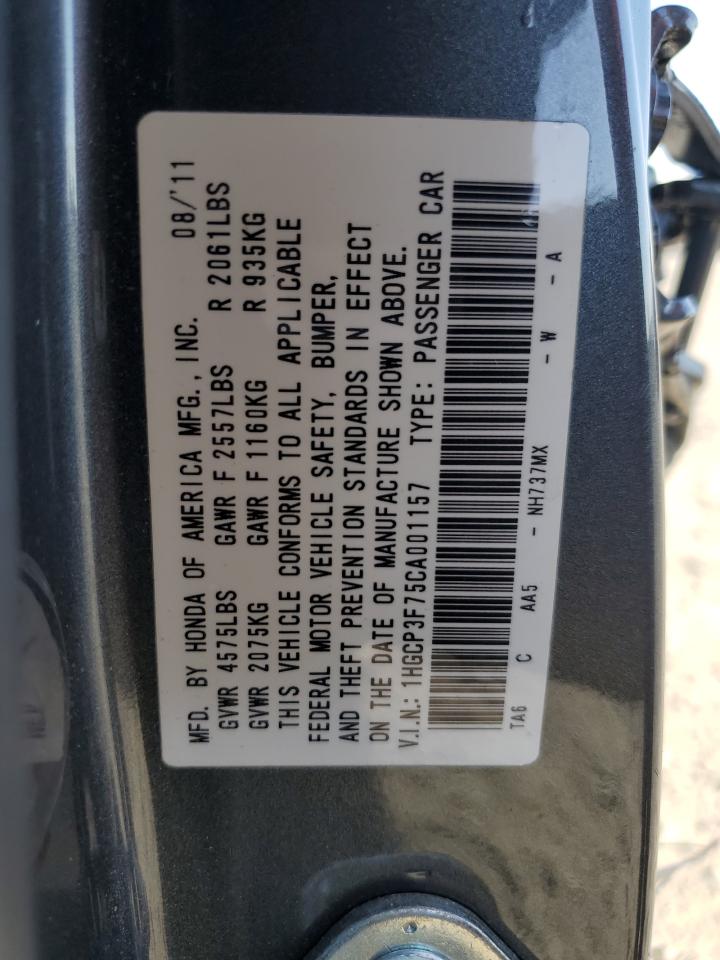 MFD. BY HONDA OF AMERICA MFG., INC. 08/'11
GVWR 4575LBS GAWR F 2557LBS R 2061LBS
GVWR 2075KG GAWR F 1160KG R 935KG
THIS VEHICLE CONFORMS TO ALL APPLICABLE
FEDERAL MOTOR VEHICLE SAFETY, BUMPER,
AND THEFT PREVENTION STANDARDS IN EFFECT
ON THE DATE OF MANUFACTURE SHOWN ABOVE.
V.I.N.: 1HGCP3F75CA001157 TYPE: PASSENGER CAR
TA6 C AA5 - NH737MX - W - A